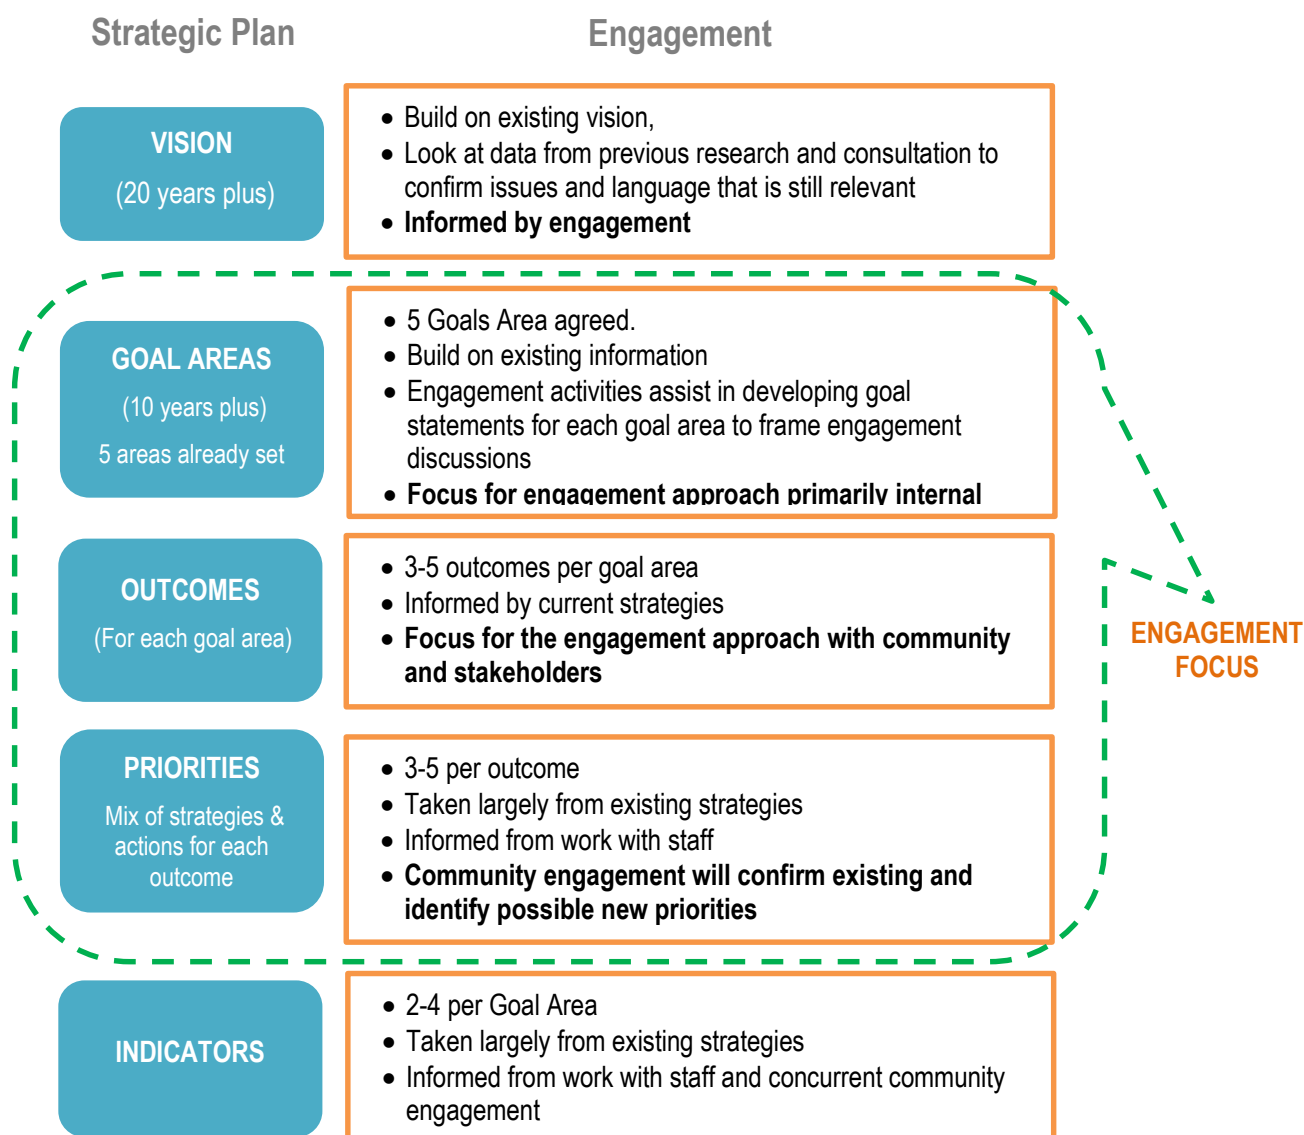 Strategic Plan
Engagement
VISION
(20 years plus)
• Build on existing vision,
• Look at data from previous research and consultation to
confirm issues and language that is still relevant
• Informed by engagement
GOAL AREAS
(10 years plus)
5 areas already set
• 5 Goals Area agreed.
• Build on existing information
• Engagement activities assist in developing goal
statements for each goal area to frame engagement
discussions
• Focus for engagement approach primarily internal
OUTCOMES
(For each goal area)
• 3-5 outcomes per goal area
• Informed by current strategies
• Focus for the engagement approach with community
and stakeholders
ENGAGEMENT
FOCUS
PRIORITIES
Mix of strategies &
actions for each
outcome
• 3-5 per outcome
• Taken largely from existing strategies
• Informed from work with staff
• Community engagement will confirm existing and
identify possible new priorities
INDICATORS
• 2-4 per Goal Area
• Taken largely from existing strategies
• Informed from work with staff and concurrent community
engagement